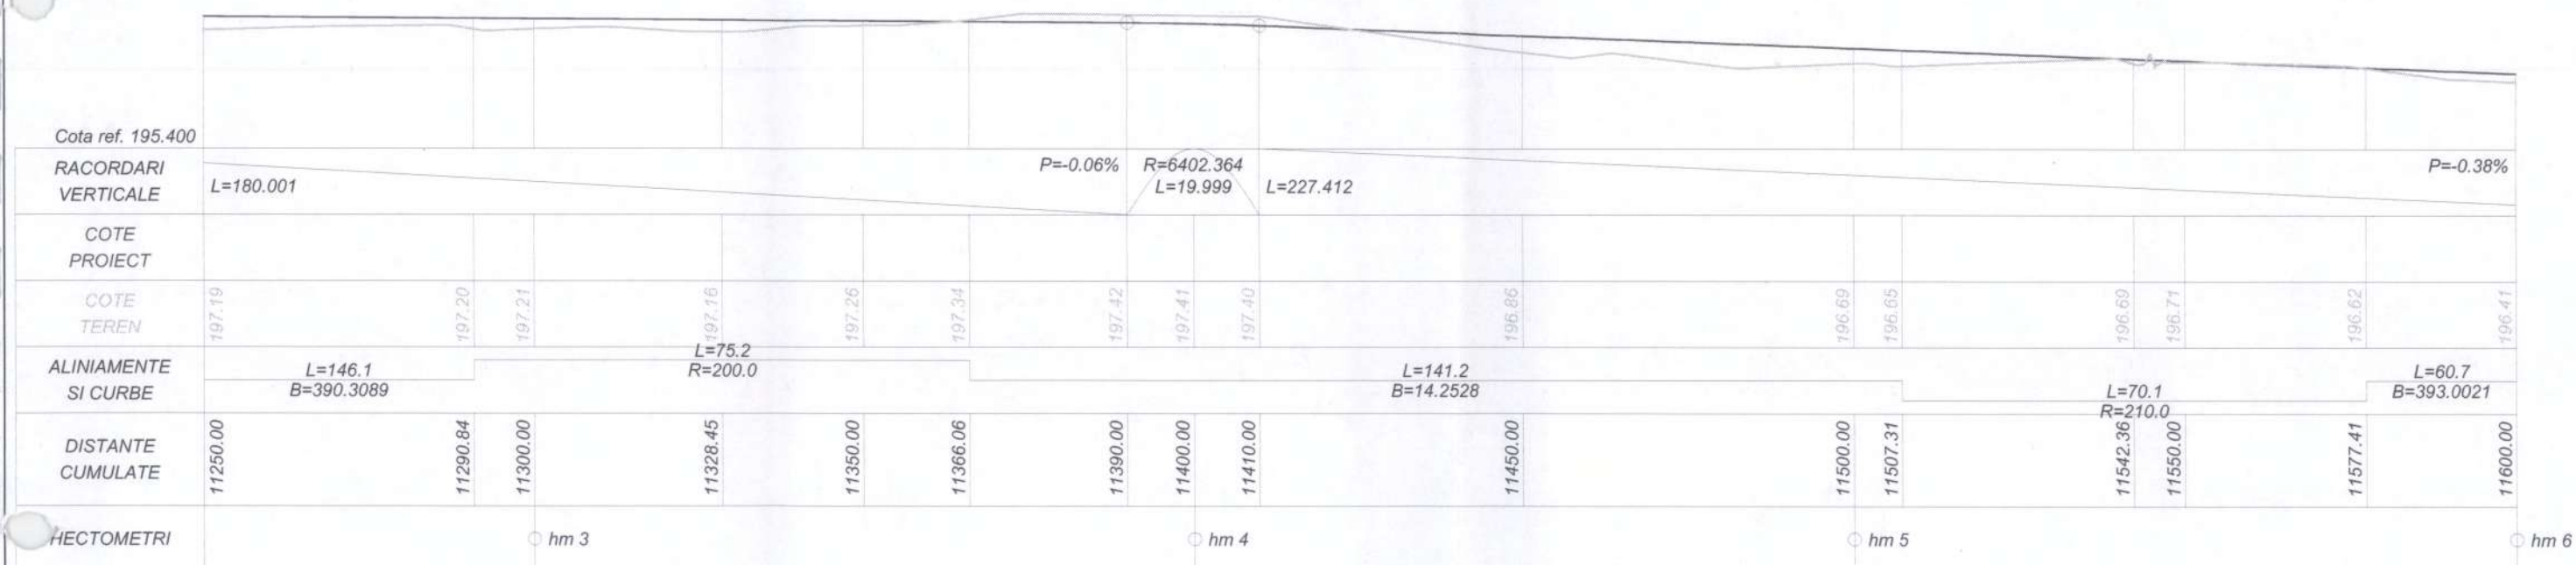 Cota ref. 195.400
RACORDARI
VERTICALE
L=180.001
P=-0.06%
R=6402.364
L=19.999
L=227.412
P=-0.38%
COTE
PROIECT
COTE
TEREN
197.19
197.20
197.21
197.16
197.26
197.34
197.42
197.41
197.40
196.86
196.69
196.65
196.69
196.71
196.62
196.41
ALINIAMENTE
SI CURBE
L=146.1
B=390.3089
L=75.2
R=200.0
L=141.2
B=14.2528
L=70.1
R=210.0
L=60.7
B=393.0021
DISTANTE
CUMULATE
11250.00
11290.84
11300.00
11328.45
11350.00
11366.06
11390.00
11400.00
11410.00
11450.00
11500.00
11507.31
11542.36
11550.00
11577.41
11600.00
HECTOMETRI
hm 3
hm 4
hm 5
hm 6